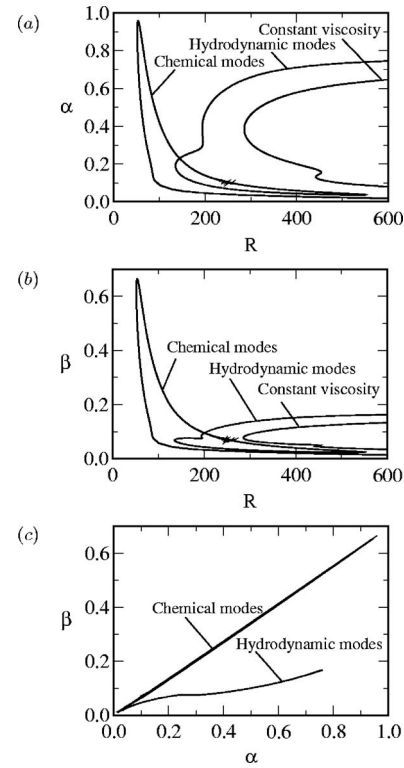 (a)
1.0
Constant viscosity
Hydrodynamic modes
0.8
Chemical modes
0.6
α
0.4
0.2
0.0
0 200 400 600
R
(b)
0.6
Chemical modes
0.4
Hydrodynamic modes
β
Constant viscosity
0.2
0.0
0 200 400 600
R
(c)
0.6
0.4
Chemical modes
β
Hydrodynamic modes
0.2
0.0
0.0 0.2 0.4 0.6 0.8 1.0
α